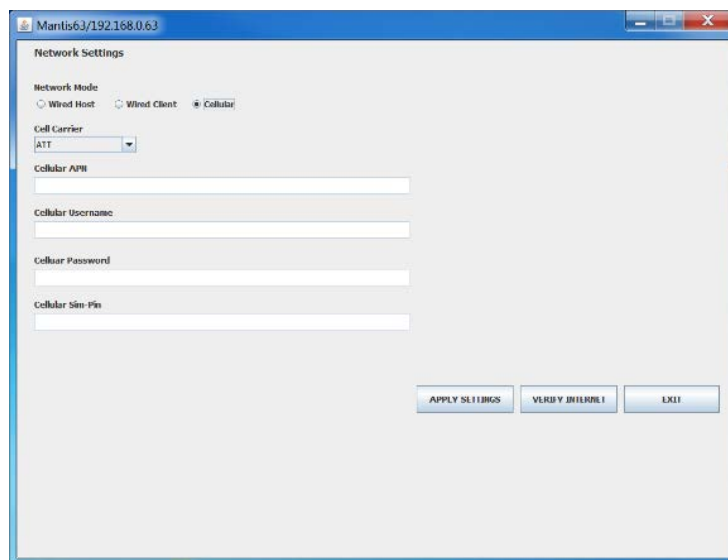 Mantis63/192.168.0.63
Network Settings
Network Mode
Wired Host Wired Client Cellular
Cell Carrier
ATT
Cellular APN
Cellular Username
Celluar Password
Cellular Sim-Pin
APPLY SETTINGS VERIFY INTERNET EXIT